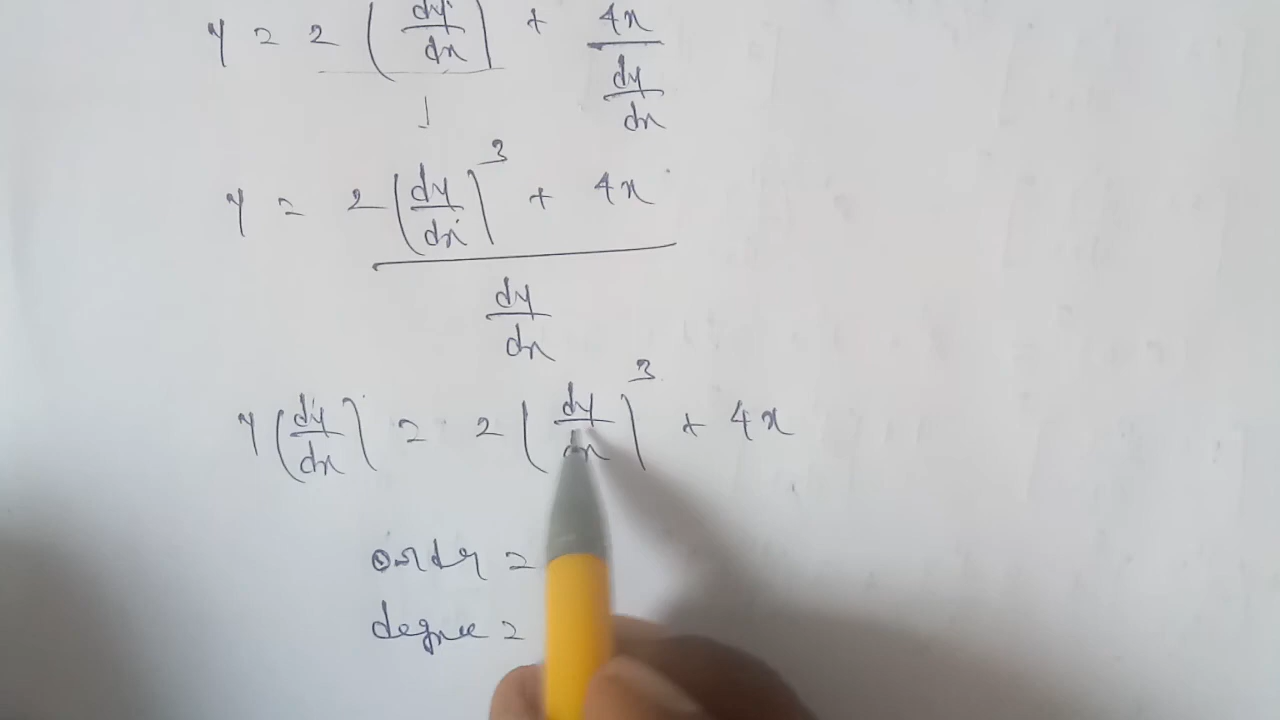 y = 2 (dy/dx) + 4x/(dy/dx)
y = (2(dy/dx)^3 + 4x)/(dy/dx)
y(dy/dx) = 2(dy/dx)^3 + 4x
order =
degree =